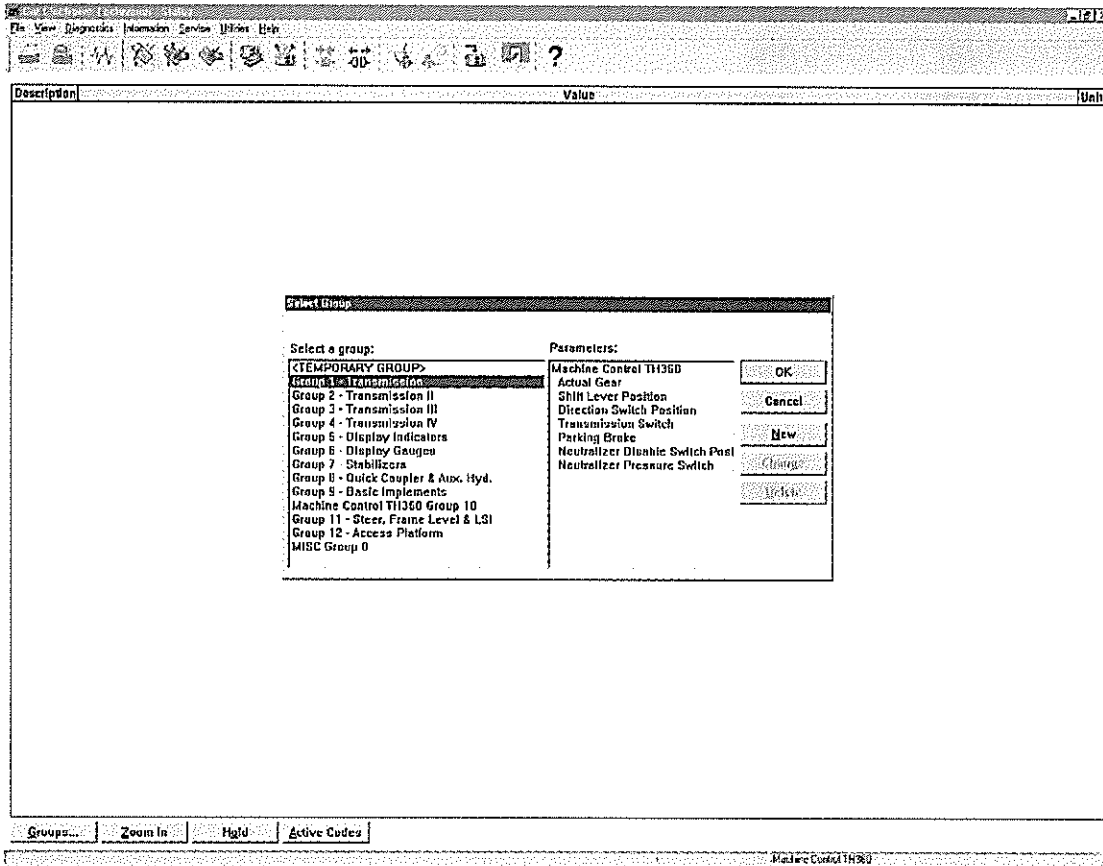 File View Diagnostics Information Service Utilities Help
Description Value Unit
Select Group
Select a group: Parameters:
<TEMPORARY GROUP>
Group 1 - Transmission
Group 2 - Transmission II
Group 3 - Transmission III
Group 4 - Transmission IV
Group 5 - Display Indicators
Group 6 - Display Gauges
Group 7 - Stabilizers
Group 8 - Quick Coupler & Aux. Hyd.
Group 9 - Basic Implements
Machine Control TH360 Group 10
Group 11 - Steer, Frame Level & LSI
Group 12 - Access Platform
MISC Group 0
Machine Control TH360
Actual Gear
Shift Lever Position
Direction Switch Position
Transmission Switch
Parking Brake
Neutralizer Disable Switch Posi
Neutralizer Pressure Switch
OK
Cancel
New
Change
Delete
Groups... Zoom In Hold Active Codes
Machine Control TH360